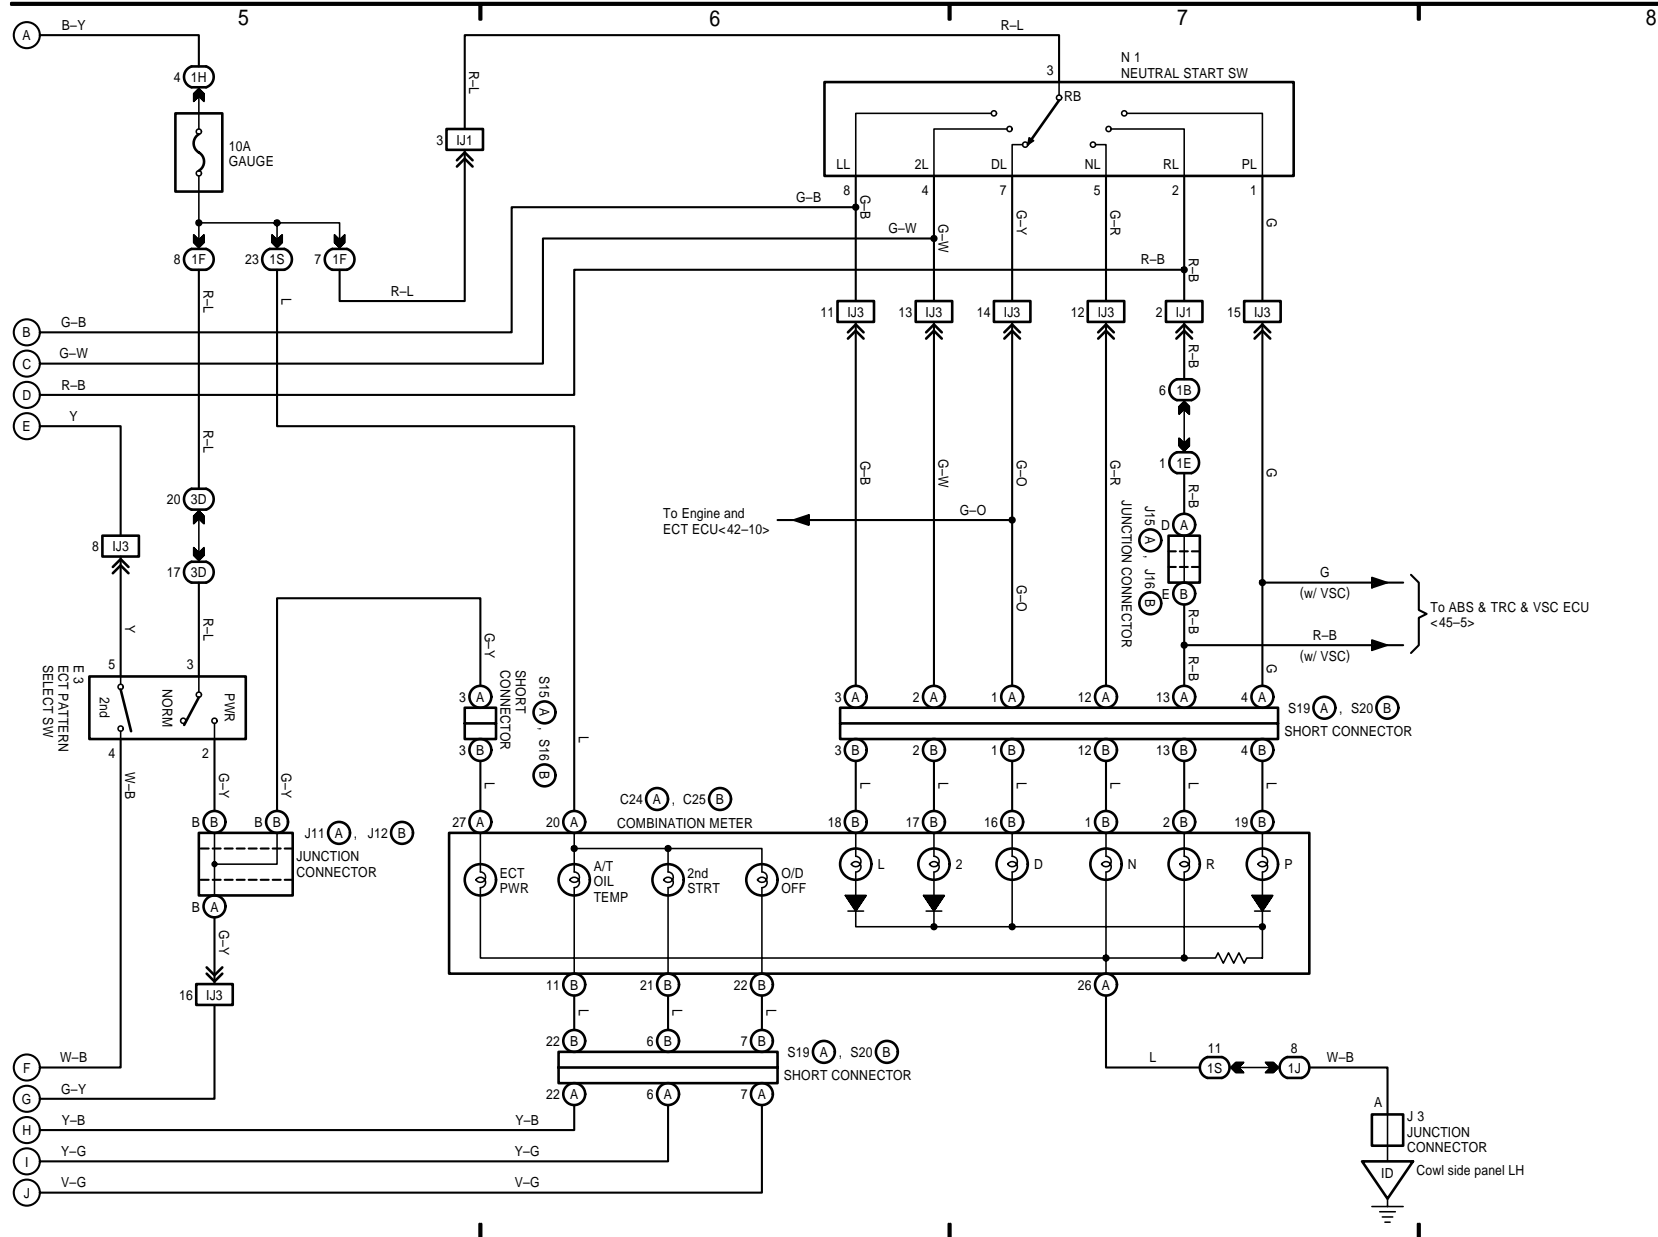 5 6 7 8
A B–Y R–L
4 1H
R–L
N 1
NEUTRAL START SW
3
RB
10A
GAUGE
3 IJ1
LL 2L DL NL RL PL
8 4 7 5 2 1
G–B G–B
G–W G–W G–Y G–R G
R–B R–B
8 1F 23 1S 7 1F
R–L L R–L
11 IJ3 13 IJ3 14 IJ3 12 IJ3 2 IJ1 15 IJ3
B G–B
C G–W
D R–B
E Y
R–B
6 1B
1 1E
R–L
G–B G–W G–O G–R R–B G
20 3D
To Engine and
ECT ECU<42–10>
G–O
D A
J15 A , J16 B
JUNCTION CONNECTOR
E B
8 IJ3
17 3D
G
(w/ VSC)
R–B
(w/ VSC)
To ABS & TRC & VSC ECU
<45–5>
Y R–L G–Y G–O R–B R–B G
5 3
E 3
ECT PATTERN
SELECT SW
2nd NORM PWR
4 2
3 A
3 B
S15 A , S16 B
SHORT
CONNECTOR
3 A 2 A 1 A 12 A 13 A 4 A
S19 A , S20 B
SHORT CONNECTOR
3 B 2 B 1 B 12 B 13 B 4 B
W–B G–Y G–Y L L L L L L L L
C24 A , C25 B
COMBINATION METER
B B B B
J11 A , J12 B
JUNCTION
CONNECTOR
27 A 20 A 18 B 17 B 16 B 1 B 2 B 19 B
ECT
PWR
A/T
OIL
TEMP
2nd
STRT
O/D
OFF
L 2 D N R P
B A
G–Y
16 IJ3
11 B 21 B 22 B 26 A
L L L
22 B 6 B 7 B
S19 A , S20 B
SHORT CONNECTOR
22 A 6 A 7 A
L 11 1S 8 1J W–B
A
J 3
JUNCTION
CONNECTOR
ID Cowl side panel LH
F W–B
G G–Y
H Y–B Y–B
I Y–G Y–G
J V–G V–G